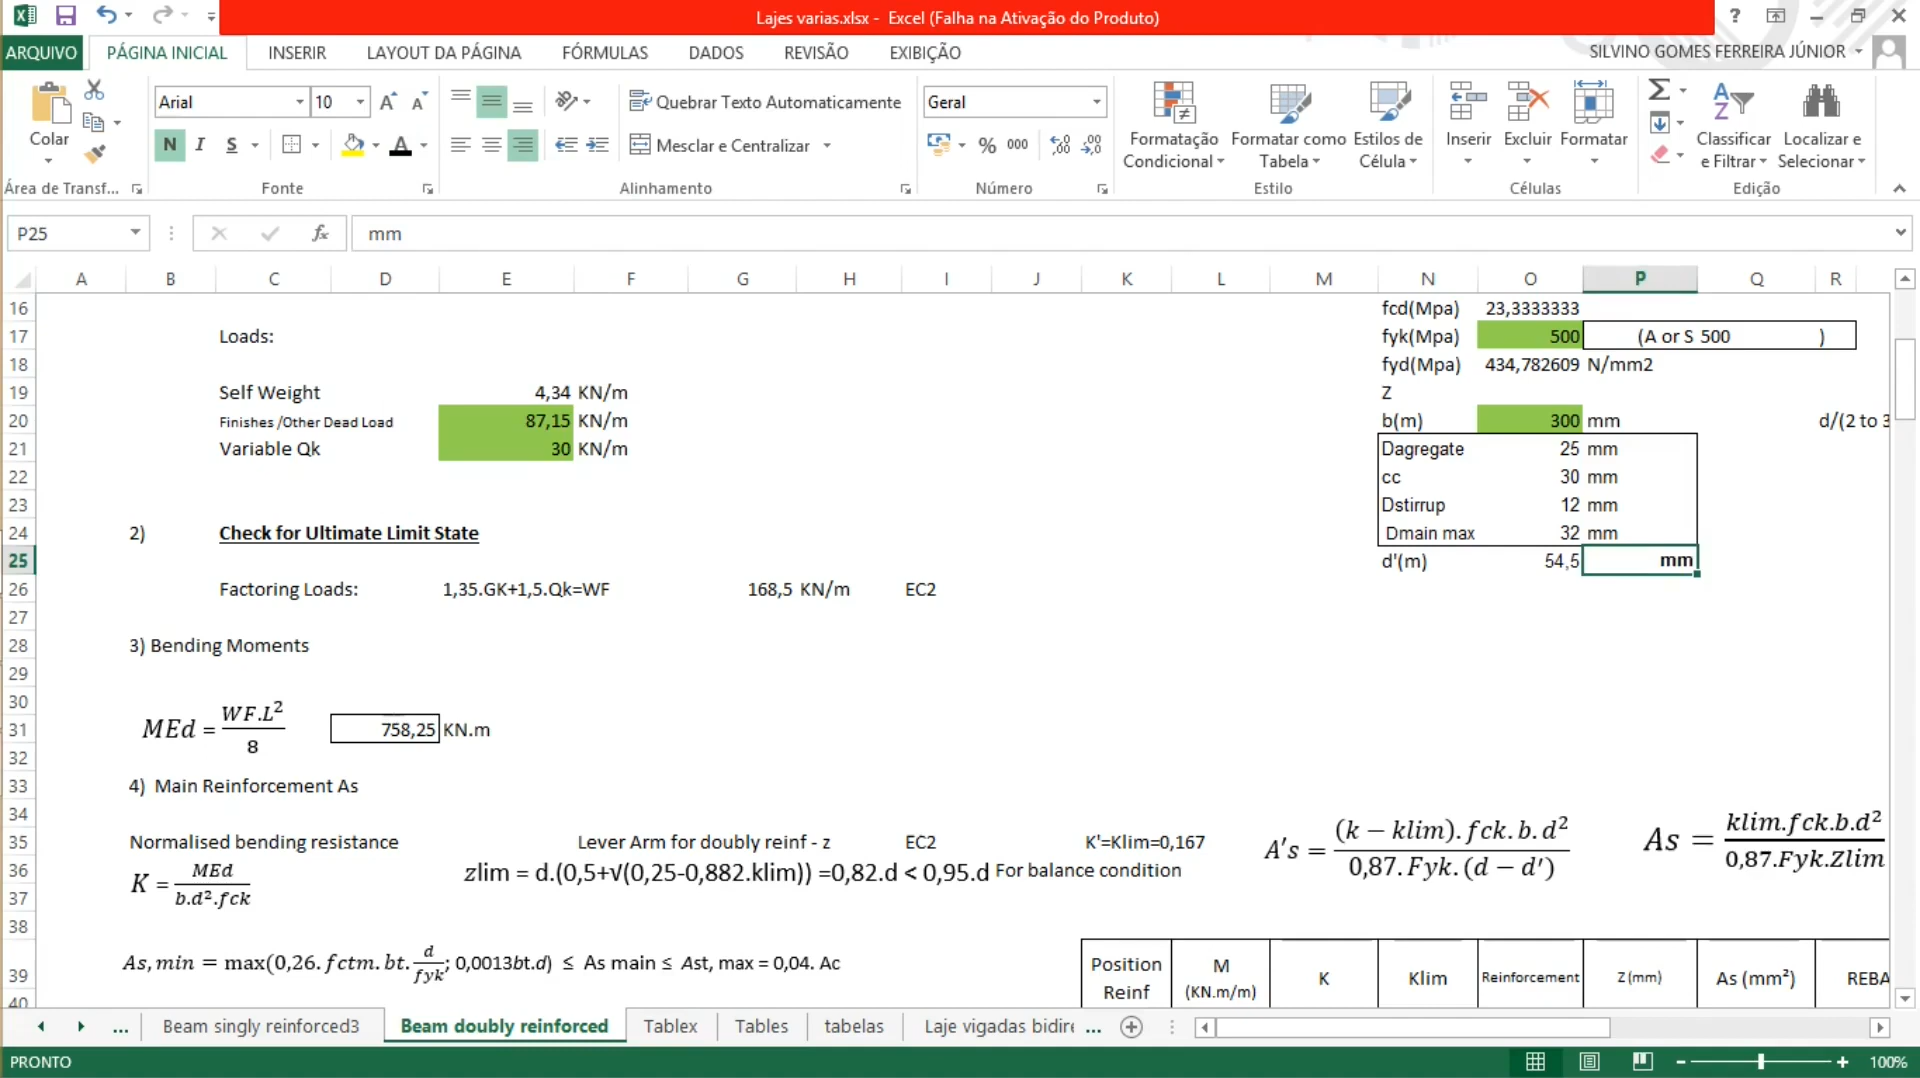 Lajes varias.xlsx - Excel (Falha na Ativação do Produto)
ARQUIVO PÁGINA INICIAL INSERIR LAYOUT DA PÁGINA FÓRMULAS DADOS REVISÃO EXIBIÇÃO SILVINO GOMES FERREIRA JÚNIOR
Arial 10 Quebrar Texto Automaticamente Geral
Colar N I S Mesclar e Centralizar % 000 Formatação Condicional Formatar como Tabela Estilos de Célula Inserir Excluir Formatar Classificar e Filtrar Localizar e Selecionar
Área de Transf... Fonte Alinhamento Número Estilo Células Edição
P25 fx mm
A B C D E F G H I J K L M N O P Q R
16 fcd(Mpa) 23,3333333
17 Loads: fyk(Mpa) 500 (A or S 500 )
18 fyd(Mpa) 434,782609 N/mm2
19 Self Weight 4,34 KN/m Z
20 Finishes /Other Dead Load 87,15 KN/m b(m) 300 mm d/(2 to 3
21 Variable Qk 30 KN/m Dagregate 25 mm
22 cc 30 mm
23 Dstirrup 12 mm
24 2) Check for Ultimate Limit State Dmain max 32 mm
25 d'(m) 54,5 mm
26 Factoring Loads: 1,35.GK+1,5.Qk=WF 168,5 KN/m EC2
27
28 3) Bending Moments
29
30
31 MEd = WF.L²/8 758,25 KN.m
32
33 4) Main Reinforcement As
34
35 Normalised bending resistance Lever Arm for doubly reinf - z EC2 K'=Klim=0,167 A's = (k − klim).fck.b.d²/0,87.Fyk.(d − d') As = klim.fck.b.d²/0,87.Fyk.Zlim
36 K = MEd/b.d².fck zlim = d.(0,5+√(0,25-0,882.klim)) =0,82.d < 0,95.d For balance condition
37
38
39 As, min = max(0,26. fctm. bt. d/fyk; 0,0013bt.d) ≤ As main ≤ Ast, max = 0,04. Ac Position Reinf M (KN.m/m) K Klim Reinforcement Z (mm) As (mm²) REBA
40
... Beam singly reinforced3 Beam doubly reinforced Tablex Tables tabelas Laje vigadas bidire ...
PRONTO 100%